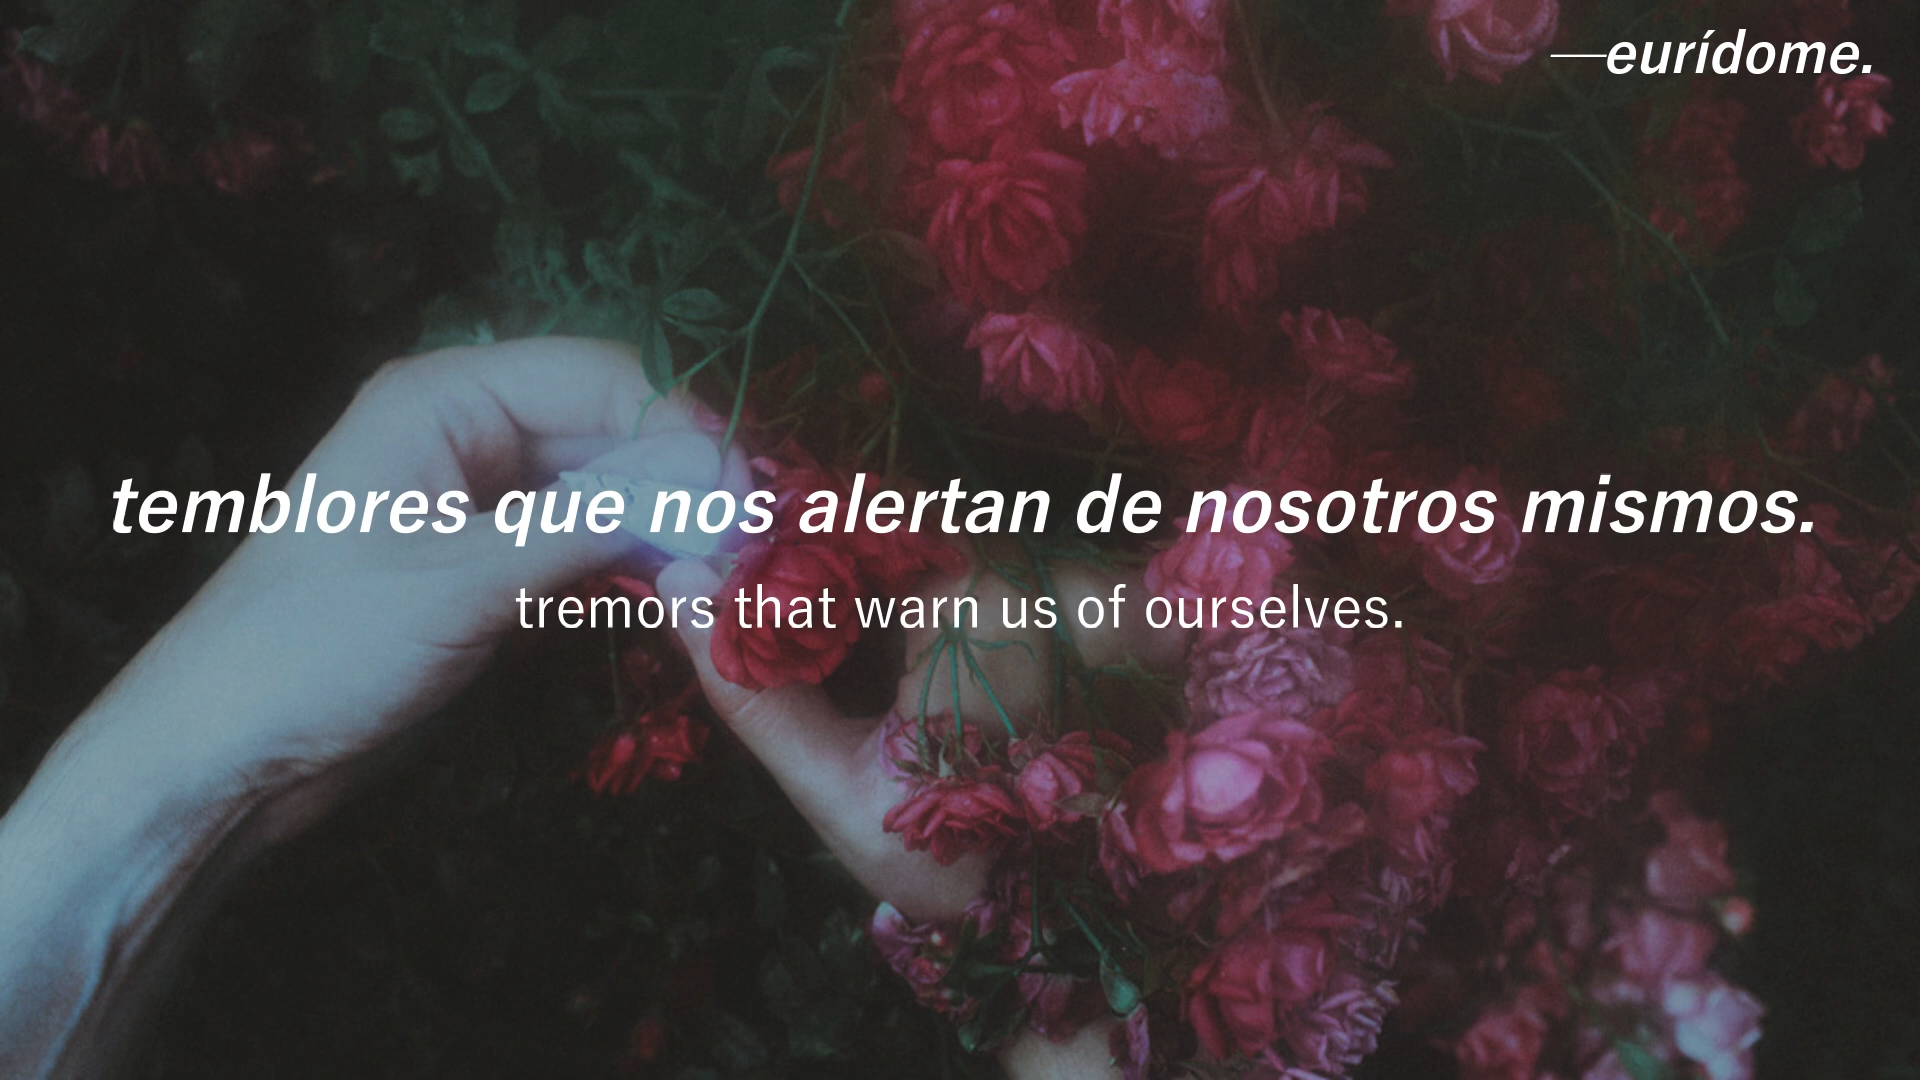 —eurídome.
temblores que nos alertan de nosotros mismos.
tremors that warn us of ourselves.